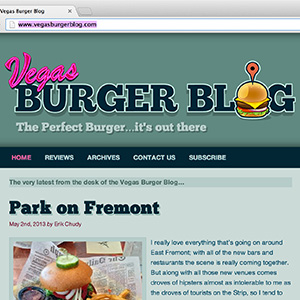 Vegas Burger Blog
www.vegasburgerblog.com
Vegas
BURGER BLOG
The Perfect Burger...it's out there
HOME REVIEWS ARCHIVES CONTACT US SUBSCRIBE
The very latest from the desk of the Vegas Burger Blog....
Park on Fremont
May 2nd, 2013 by Erik Chudy
I really love everything that's going on around
East Fremont; with all of the new bars and
restaurants the scene is really coming together.
But along with all those new venues comes
droves of hipsters almost as intolerable to me as
the droves of tourists on the Strip, so I tend to